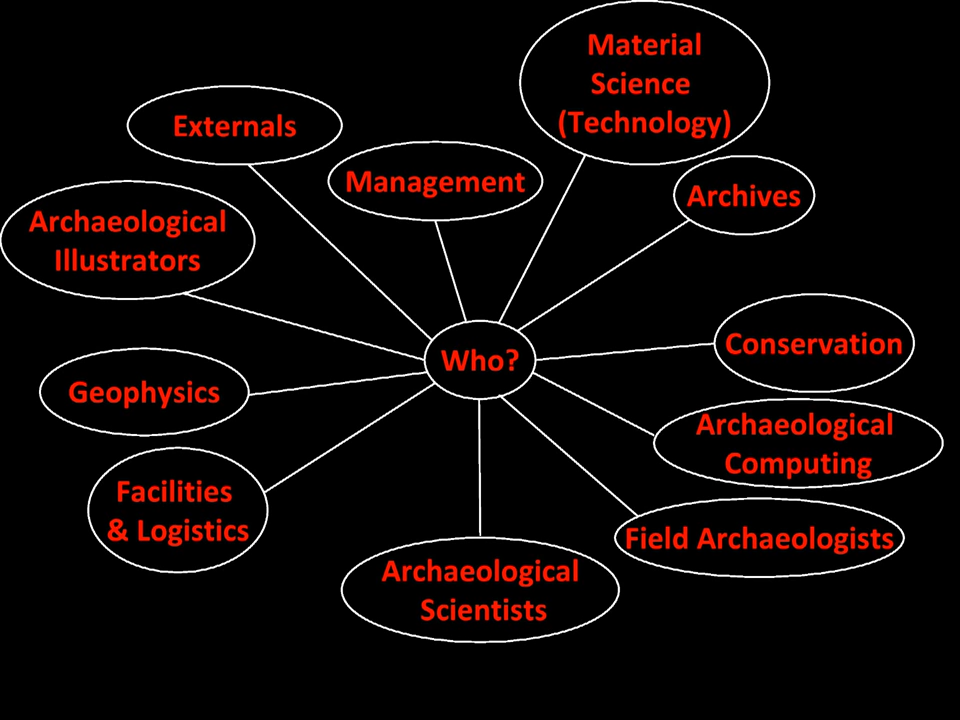 Material
Science
(Technology)
Externals
Management
Archives
Archaeological
Illustrators
Who?
Conservation
Geophysics
Archaeological
Computing
Facilities
& Logistics
Field Archaeologists
Archaeological
Scientists